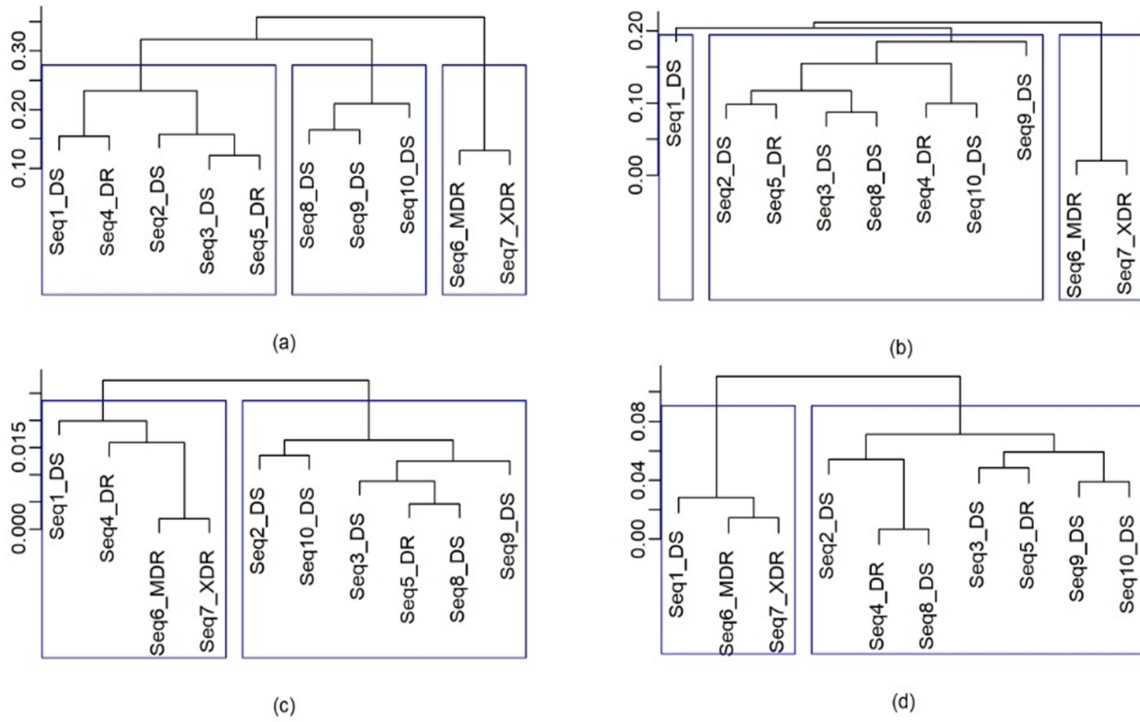 0.30
0.20
0.10
Seq1_DS
Seq4_DR
Seq2_DS
Seq3_DS
Seq5_DR
Seq8_DS
Seq9_DS
Seq10_DS
Seq6_MDR
Seq7_XDR
(a)
0.20
0.10
0.00
Seq1_DS
Seq2_DS
Seq5_DR
Seq3_DS
Seq8_DS
Seq4_DR
Seq10_DS
Seq9_DS
Seq6_MDR
Seq7_XDR
(b)
0.015
0.000
Seq1_DS
Seq4_DR
Seq6_MDR
Seq7_XDR
Seq2_DS
Seq10_DS
Seq3_DS
Seq5_DR
Seq8_DS
Seq9_DS
(c)
0.08
0.04
0.00
Seq1_DS
Seq6_MDR
Seq7_XDR
Seq2_DS
Seq4_DR
Seq8_DS
Seq3_DS
Seq5_DR
Seq9_DS
Seq10_DS
(d)